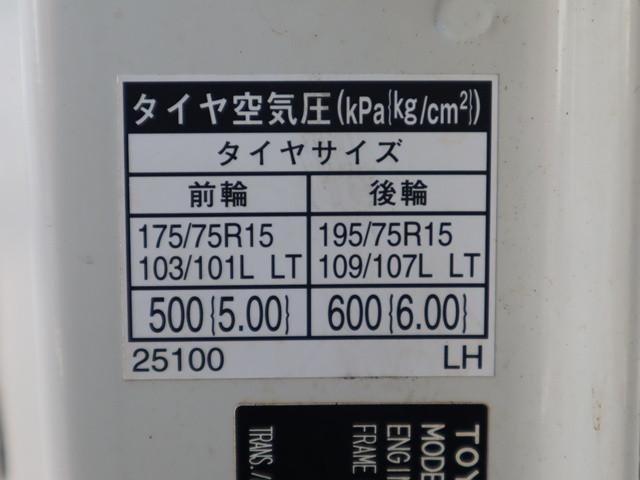 タイヤ空気圧(kPa{kg/cm²})
タイヤサイズ
前輪 後輪
175/75R15 195/75R15
103/101L LT 109/107L LT
500{5.00} 600{6.00}
25100 LH
TOY
MODE
ENGIN
FRAME
TRANS./